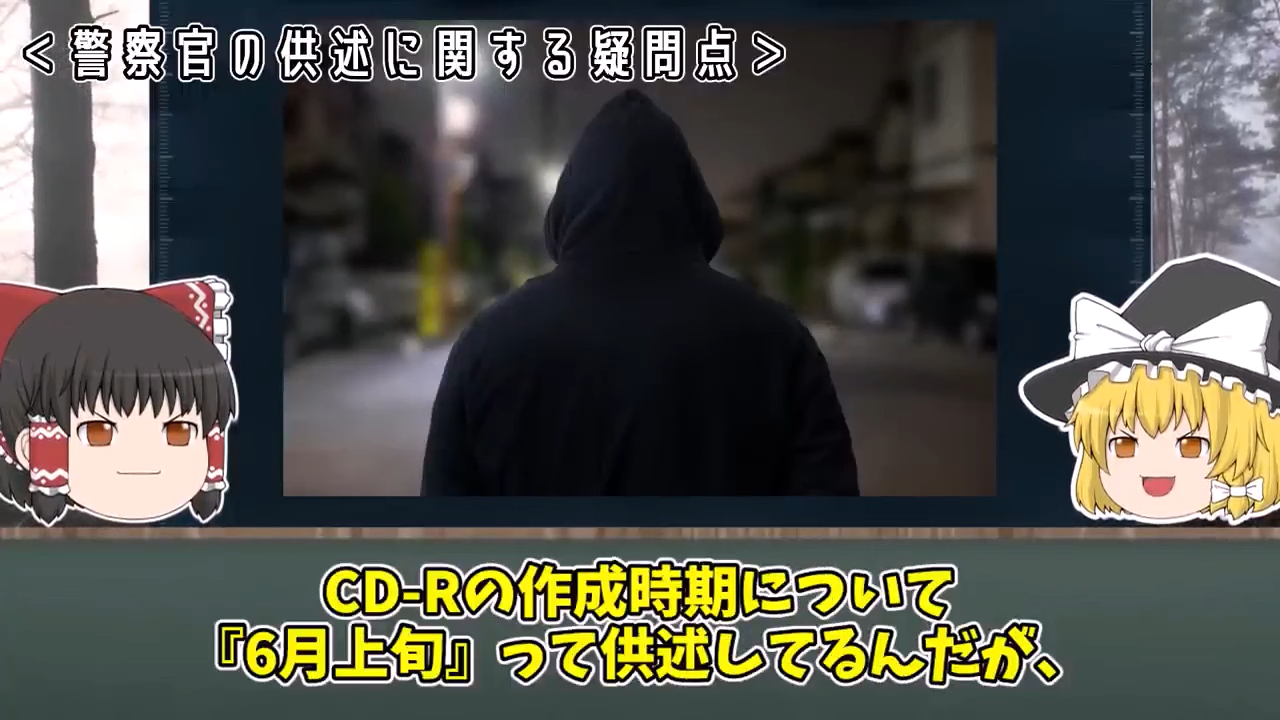 ＜警察官の供述に関する疑問点＞
CD-Rの作成時期について
『6月上旬』って供述してるんだが、